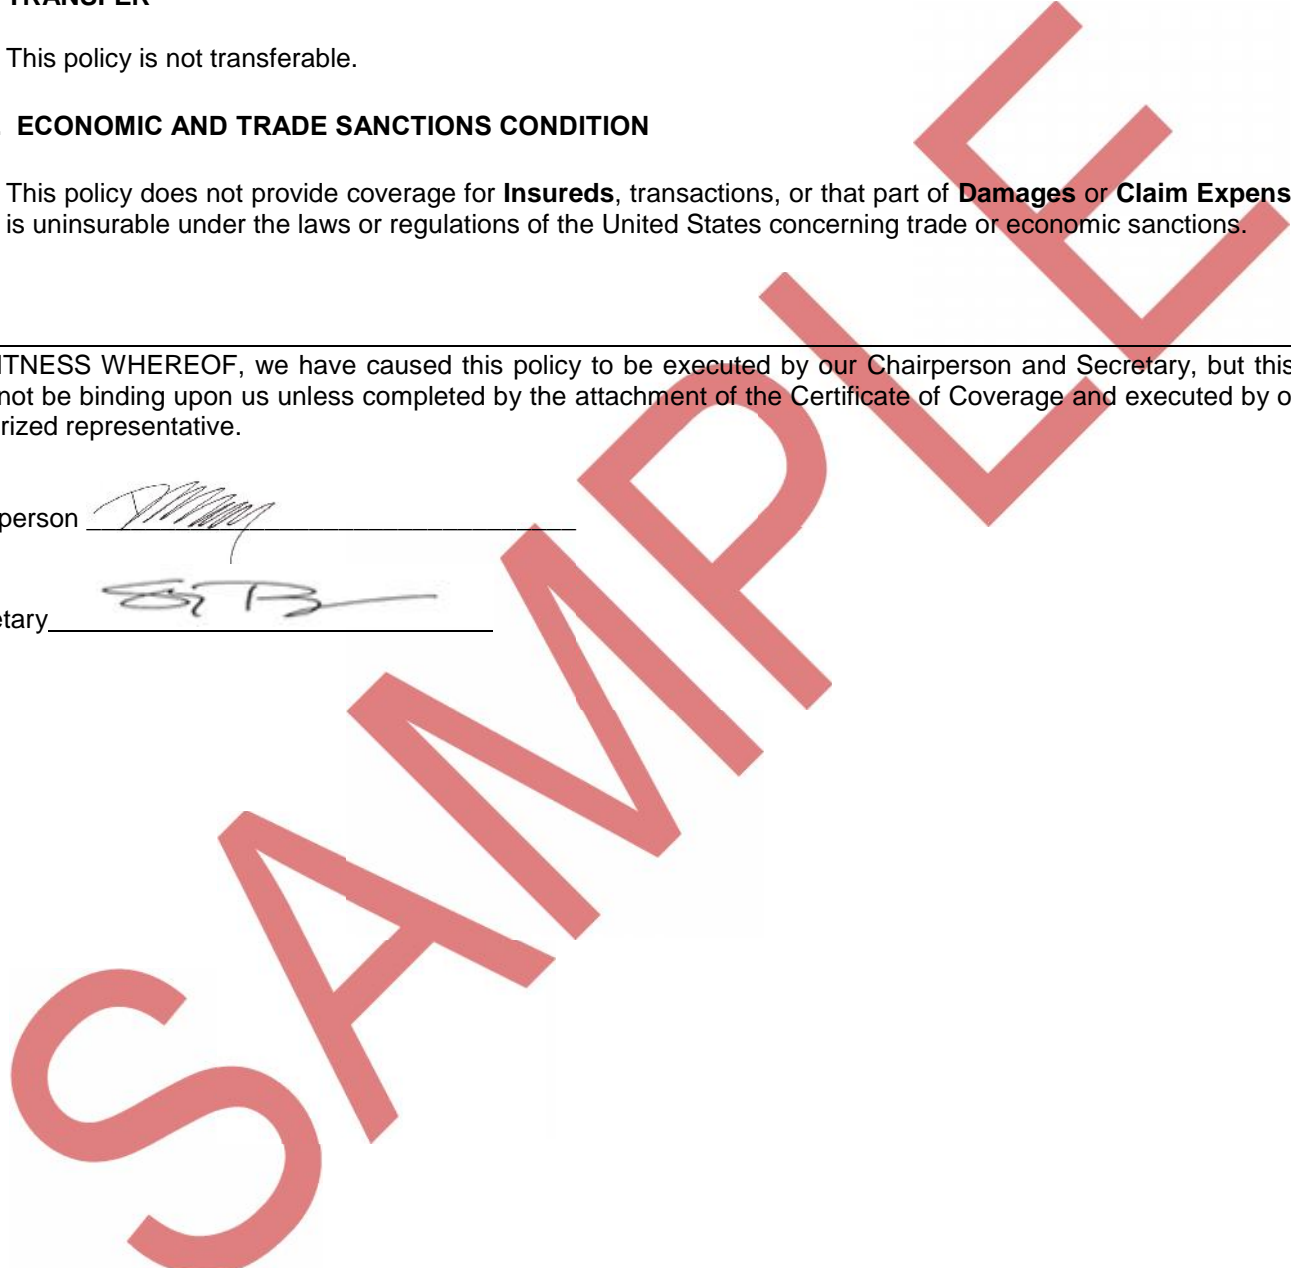 TRANSFER
This policy is not transferable.
. ECONOMIC AND TRADE SANCTIONS CONDITION
This policy does not provide coverage for Insureds, transactions, or that part of Damages or Claim Expens
is uninsurable under the laws or regulations of the United States concerning trade or economic sanctions.
ITNESS WHEREOF, we have caused this policy to be executed by our Chairperson and Secretary, but this
not be binding upon us unless completed by the attachment of the Certificate of Coverage and executed by o
rized representative.
person
etary
SAMPLE